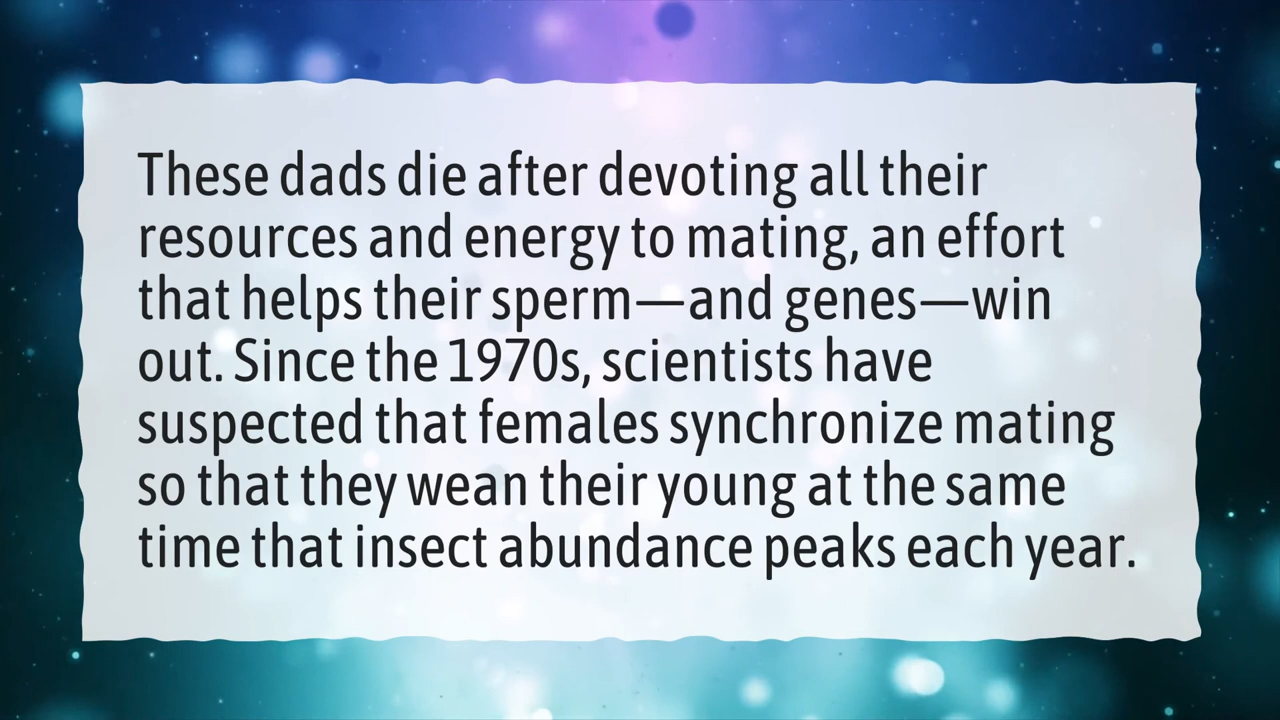 These dads die after devoting all their
resources and energy to mating, an effort
that helps their sperm—and genes—win
out. Since the 1970s, scientists have
suspected that females synchronize mating
so that they wean their young at the same
time that insect abundance peaks each year.